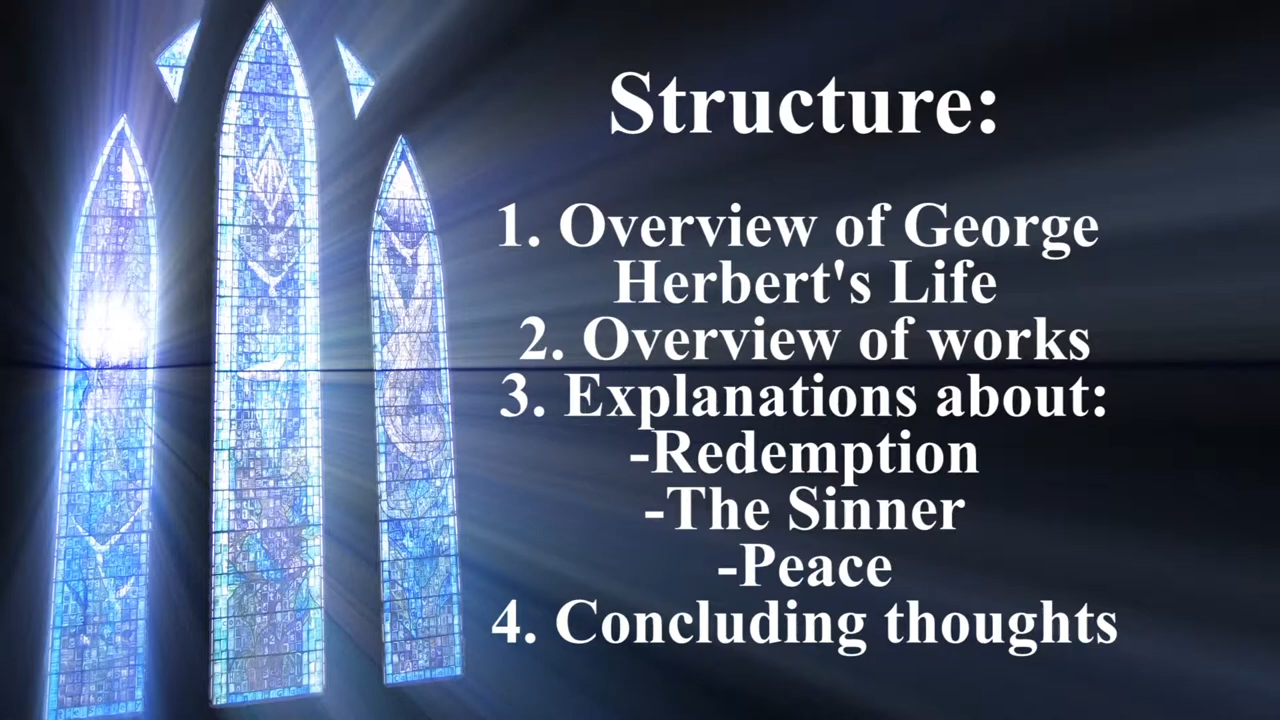 Structure:
1. Overview of George
Herbert's Life
2. Overview of works
3. Explanations about:
-Redemption
-The Sinner
-Peace
4. Concluding thoughts